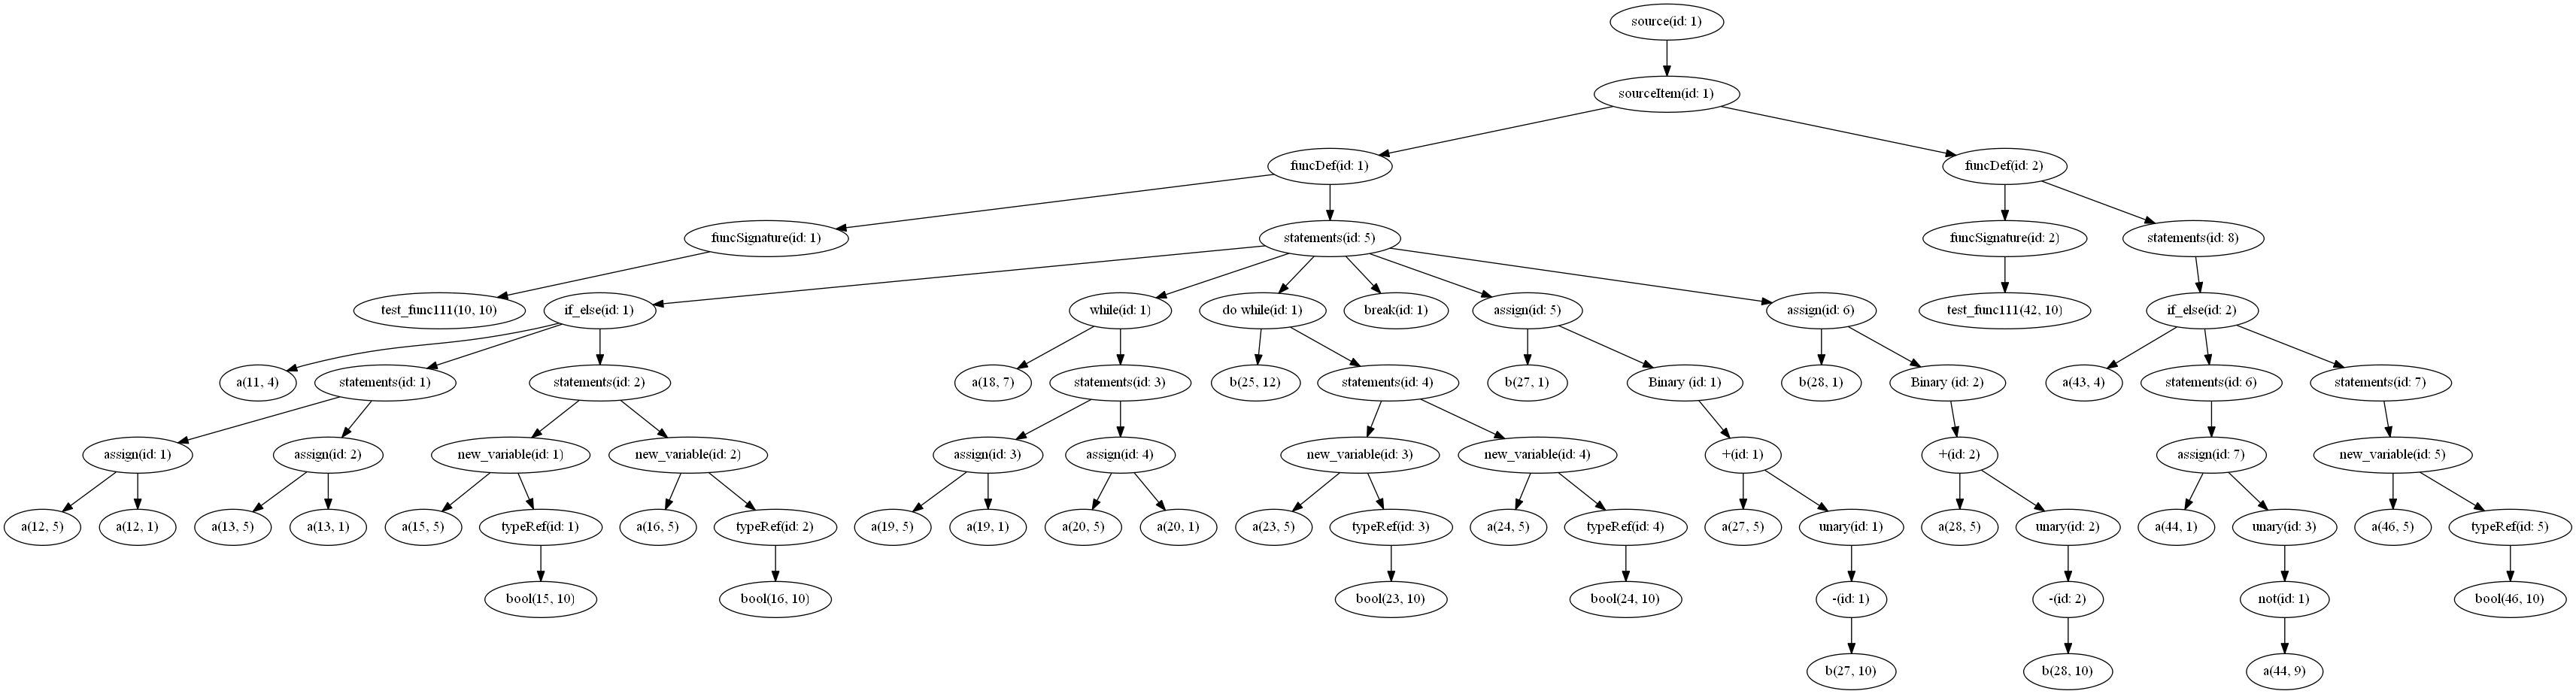 source(id: 1)
sourceItem(id: 1)
funcDef(id: 1)
funcDef(id: 2)
funcSignature(id: 1)
statements(id: 5)
funcSignature(id: 2)
statements(id: 8)
test_func111(10, 10)
if_else(id: 1)
while(id: 1)
do while(id: 1)
break(id: 1)
assign(id: 5)
assign(id: 6)
test_func111(42, 10)
if_else(id: 2)
a(11, 4)
statements(id: 1)
statements(id: 2)
a(18, 7)
statements(id: 3)
b(25, 12)
statements(id: 4)
b(27, 1)
Binary (id: 1)
b(28, 1)
Binary (id: 2)
a(43, 4)
statements(id: 6)
statements(id: 7)
assign(id: 1)
assign(id: 2)
new_variable(id: 1)
new_variable(id: 2)
assign(id: 3)
assign(id: 4)
new_variable(id: 3)
new_variable(id: 4)
+(id: 1)
+(id: 2)
assign(id: 7)
new_variable(id: 5)
a(12, 5)
a(12, 1)
a(13, 5)
a(13, 1)
a(15, 5)
typeRef(id: 1)
a(16, 5)
typeRef(id: 2)
a(19, 5)
a(19, 1)
a(20, 5)
a(20, 1)
a(23, 5)
typeRef(id: 3)
a(24, 5)
typeRef(id: 4)
a(27, 5)
unary(id: 1)
a(28, 5)
unary(id: 2)
a(44, 1)
unary(id: 3)
a(46, 5)
typeRef(id: 5)
bool(15, 10)
bool(16, 10)
bool(23, 10)
bool(24, 10)
-(id: 1)
-(id: 2)
not(id: 1)
bool(46, 10)
b(27, 10)
b(28, 10)
a(44, 9)